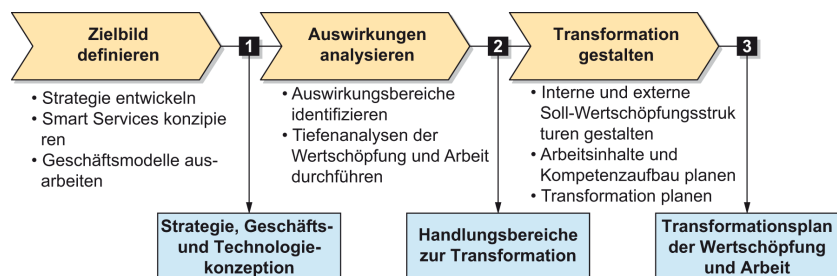 Zielbild
definieren
1
Auswirkungen
analysieren
2
Transformation
gestalten
3
• Strategie entwickeln
• Smart Services konzipie
ren
• Geschäftsmodelle aus-
arbeiten
• Auswirkungsbereiche
identifizieren
• Tiefenanalysen der
Wertschöpfung und Arbeit
durchführen
• Interne und externe
Soll-Wertschöpfungsstruk
turen gestalten
• Arbeitsinhalte und
Kompetenzaufbau planen
• Transformation planen
Strategie, Geschäfts-
und Technologie-
konzeption
Handlungsbereiche
zur Transformation
Transformationsplan
der Wertschöpfung
und Arbeit